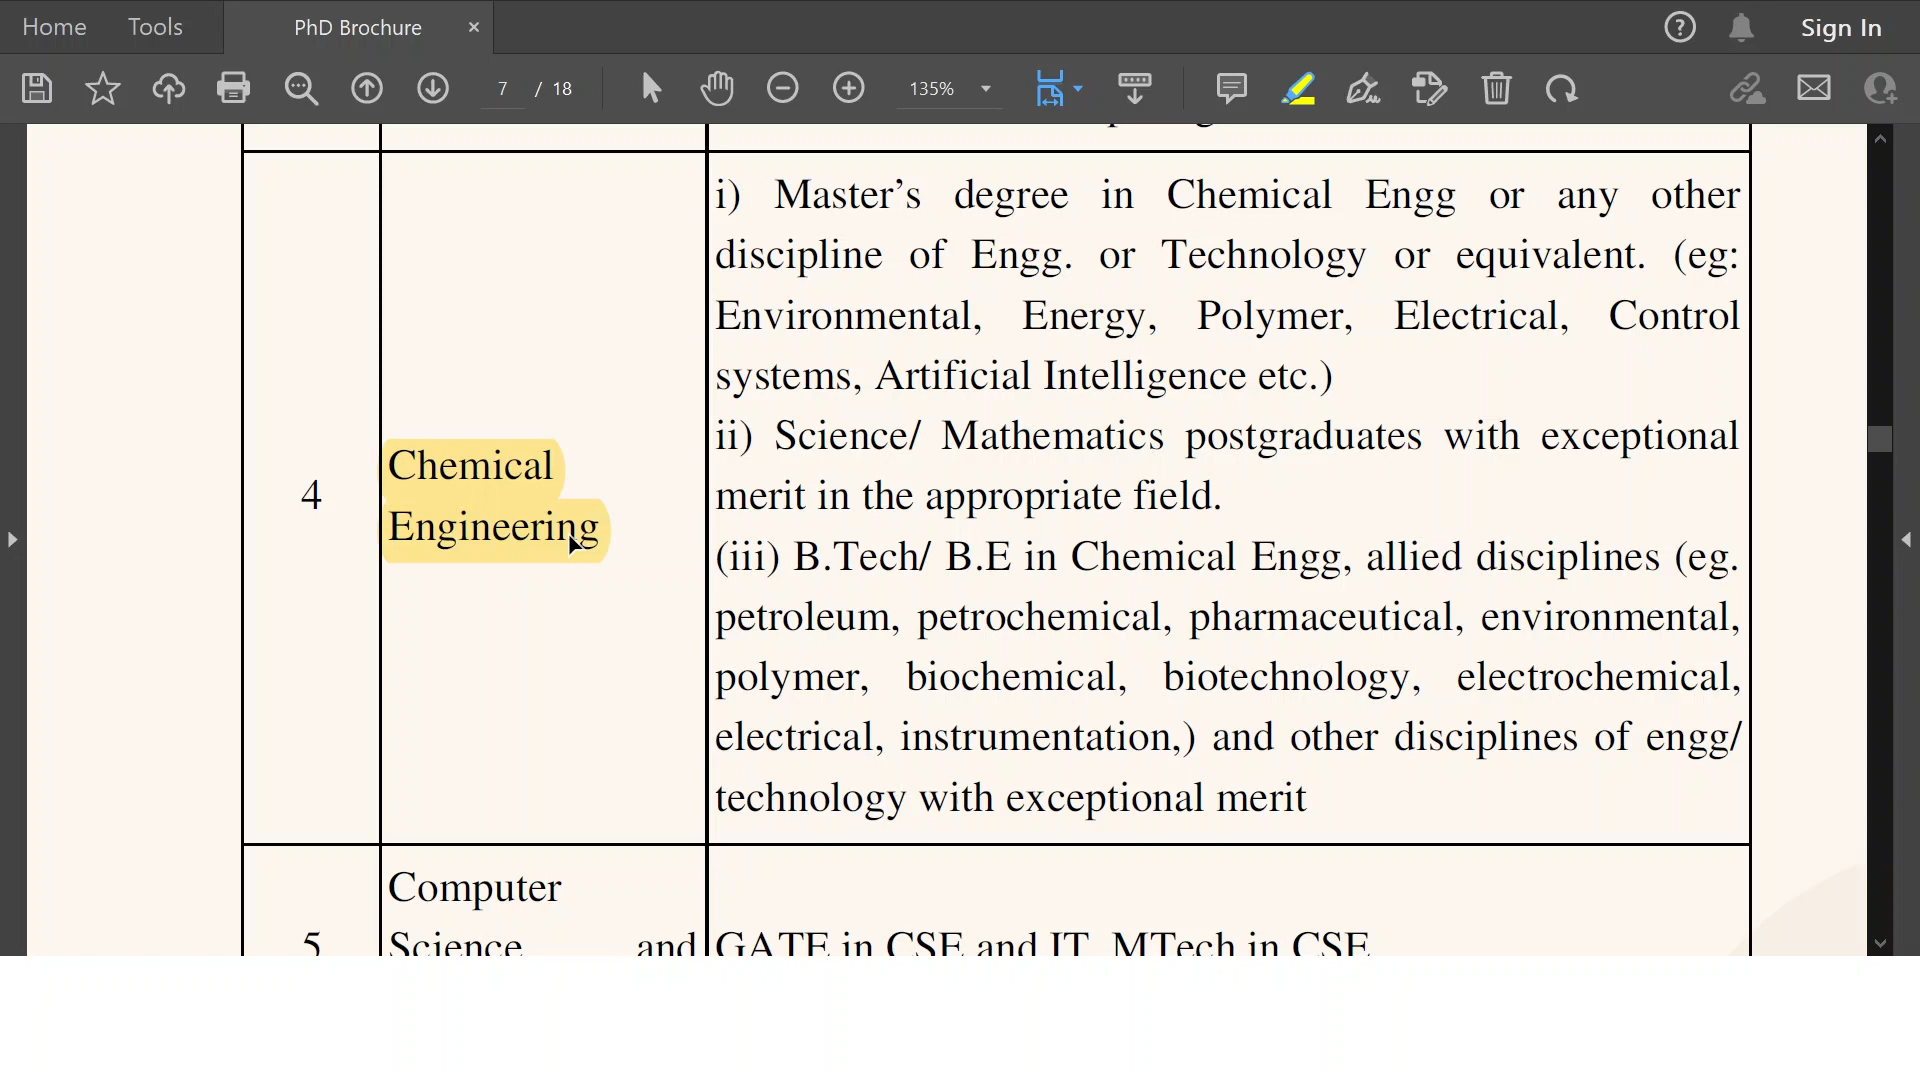 Home Tools PhD Brochure × ? Sign In
7 / 18 135%
4
Chemical
Engineering
i) Master’s degree in Chemical Engg or any other
discipline of Engg. or Technology or equivalent. (eg:
Environmental, Energy, Polymer, Electrical, Control
systems, Artificial Intelligence etc.)
ii) Science/ Mathematics postgraduates with exceptional
merit in the appropriate field.
(iii) B.Tech/ B.E in Chemical Engg, allied disciplines (eg.
petroleum, petrochemical, pharmaceutical, environmental,
polymer, biochemical, biotechnology, electrochemical,
electrical, instrumentation,) and other disciplines of engg/
technology with exceptional merit
5
Computer
Science and
GATE in CSE and IT, MTech in CSE